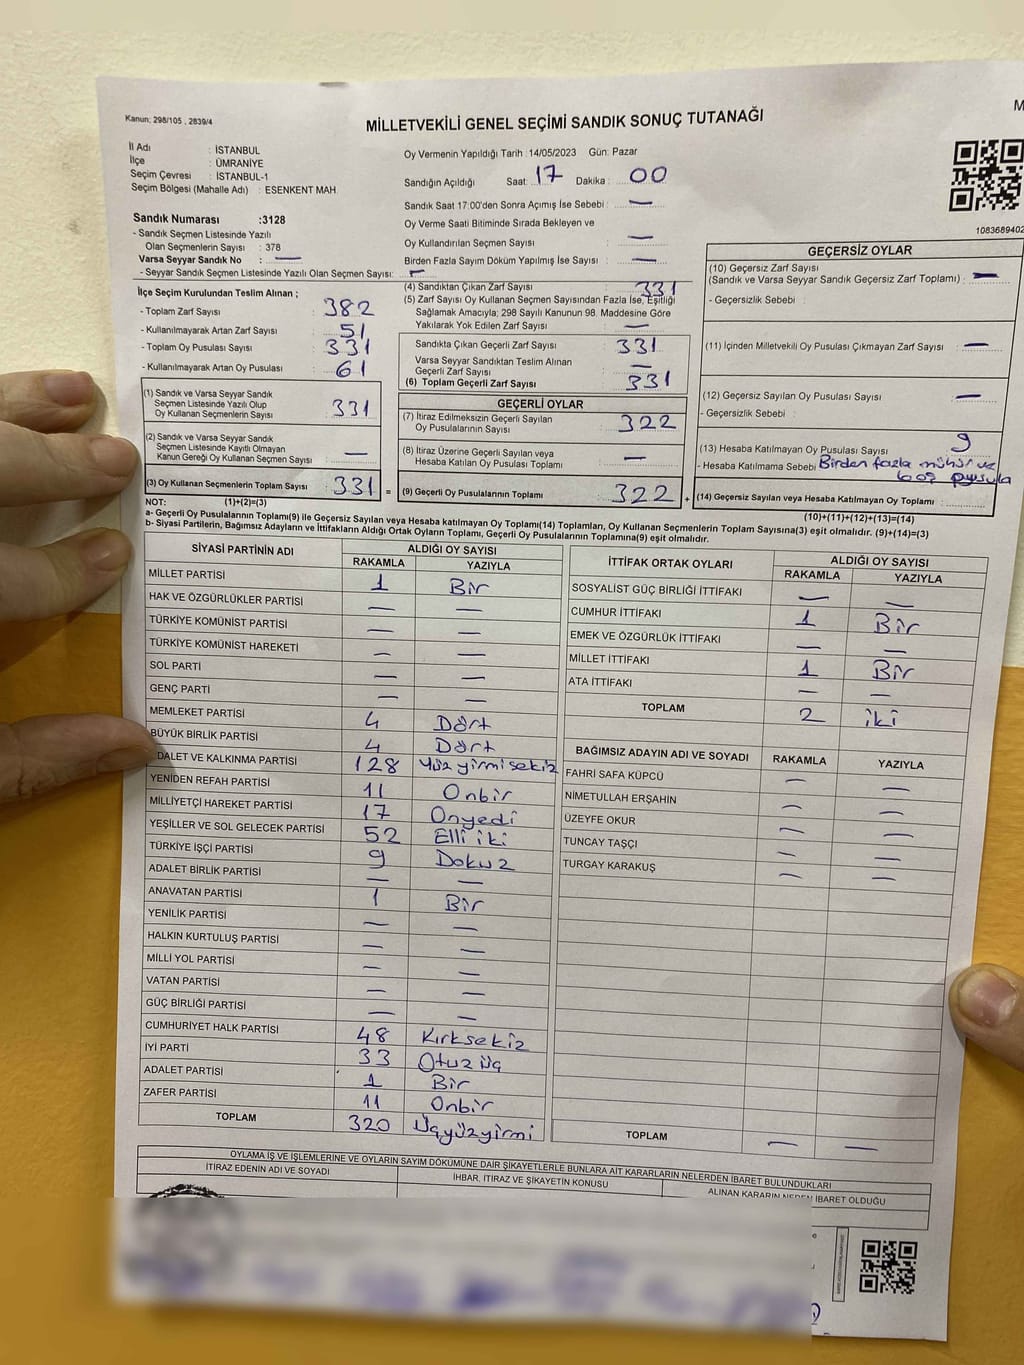 Kanun; 298/105 , 2839/4
MİLLETVEKİLİ GENEL SEÇİMİ SANDIK SONUÇ TUTANAĞI
M
İl Adı : İSTANBUL
İlçe : ÜMRANİYE
Seçim Çevresi : İSTANBUL-1
Seçim Bölgesi (Mahalle Adı) : ESENKENT MAH.
Sandık Numarası :3128
- Sandık Seçmen Listesinde Yazılı
Olan Seçmenlerin Sayısı : 378
Varsa Seyyar Sandık No : —
- Seyyar Sandık Seçmen Listesinde Yazılı Olan Seçmen Sayısı: —
Oy Vermenin Yapıldığı Tarih : 14/05/2023 Gün: Pazar
Sandığın Açıldığı Saat: 17 Dakika : 00
Sandık Saat 17:00'den Sonra Açımış İse Sebebi : —
Oy Verme Saati Bitiminde Sırada Bekleyen ve
Oy Kullandırılan Seçmen Sayısı : —
Birden Fazla Sayım Döküm Yapılmış İse Sayısı : —
1083689402
İlçe Seçim Kurulundan Teslim Alınan ;
- Toplam Zarf Sayısı : 382
- Kullanılmayarak Artan Zarf Sayısı : 51
- Toplam Oy Pusulası Sayısı : 331
- Kullanılmayarak Artan Oy Pusulası : 61
(1) Sandık ve Varsa Seyyar Sandık
Seçmen Listesinde Yazılı Olup
Oy Kullanan Seçmenlerin Sayısı : 331
(2) Sandık ve Varsa Seyyar Sandık
Seçmen Listesinde Kayıtlı Olmayan
Kanun Gereği Oy Kullanan Seçmen Sayısı : —
(3) Oy Kullanan Seçmenlerin Toplam Sayısı : 331 =
(1)+(2)=(3)
(4) Sandıktan Çıkan Zarf Sayısı : 331
(5) Zarf Sayısı Oy Kullanan Seçmen Sayısından Fazla İse, Eşitliği
Sağlamak Amacıyla; 298 Sayılı Kanunun 98. Maddesine Göre
Yakılarak Yok Edilen Zarf Sayısı : —
Sandıkta Çıkan Geçerli Zarf Sayısı : 331
Varsa Seyyar Sandıktan Teslim Alınan
Geçerli Zarf Sayısı : —
(6) Toplam Geçerli Zarf Sayısı : 331
GEÇERLİ OYLAR
(7) İtiraz Edilmeksizin Geçerli Sayılan
Oy Pusulalarının Sayısı : 322
(8) İtiraz Üzerine Geçerli Sayılan veya
Hesaba Katılan Oy Pusulası Toplamı : —
(9) Geçerli Oy Pusulalarının Toplamı : 322 +
GEÇERSİZ OYLAR
(10) Geçersiz Zarf Sayısı
(Sandık ve Varsa Seyyar Sandık Geçersiz Zarf Toplamı) : —
- Geçersizlik Sebebi :
(11) İçinden Milletvekili Oy Pusulası Çıkmayan Zarf Sayısı : —
(12) Geçersiz Sayılan Oy Pusulası Sayısı : —
- Geçersizlik Sebebi :
(13) Hesaba Katılmayan Oy Pusulası Sayısı : 9
- Hesaba Katılmama Sebebi : Birden fazla mühür ve
boş pusula
(14) Geçersiz Sayılan veya Hesaba Katılmayan Oy Toplamı :
(10)+(11)+(12)+(13)=(14)
NOT:
a- Geçerli Oy Pusulalarının Toplamı(9) ile Geçersiz Sayılan veya Hesaba katılmayan Oy Toplamı(14) Toplamları, Oy Kullanan Seçmenlerin Toplam Sayısına(3) eşit olmalıdır. (9)+(14)=(3)
b- Siyasi Partilerin, Bağımsız Adayların ve İttifakların Aldığı Ortak Oyların Toplamı, Geçerli Oy Pusulalarının Toplamına(9) eşit olmalıdır.
SİYASİ PARTİNİN ADI ALDIĞI OY SAYISI
RAKAMLA YAZIYLA
MİLLET PARTİSİ 1 Bir
HAK VE ÖZGÜRLÜKLER PARTİSİ — —
TÜRKİYE KOMÜNİST PARTİSİ — —
TÜRKİYE KOMÜNİST HAREKETİ — —
SOL PARTİ — —
GENÇ PARTİ — —
MEMLEKET PARTİSİ 4 Dört
BÜYÜK BİRLİK PARTİSİ 4 Dört
DALET VE KALKINMA PARTİSİ 128 Yüzyirmisekiz
YENİDEN REFAH PARTİSİ 11 Onbir
MİLLİYETÇİ HAREKET PARTİSİ 17 Onyedi
YEŞİLLER VE SOL GELECEK PARTİSİ 52 Elliiki
TÜRKİYE İŞÇİ PARTİSİ 9 Dokuz
ADALET BİRLİK PARTİSİ — —
ANAVATAN PARTİSİ 1 Bir
YENİLİK PARTİSİ — —
HALKIN KURTULUŞ PARTİSİ — —
MİLLİ YOL PARTİSİ — —
VATAN PARTİSİ — —
GÜÇ BİRLİĞİ PARTİSİ — —
CUMHURİYET HALK PARTİSİ 48 Kırksekiz
İYİ PARTİ 33 Otuz üç
ADALET PARTİSİ 1 Bir
ZAFER PARTİSİ 11 Onbir
TOPLAM 320 Üçyüzyirmi
İTTİFAK ORTAK OYLARI ALDIĞI OY SAYISI
RAKAMLA YAZIYLA
SOSYALİST GÜÇ BİRLİĞİ İTTİFAKI — —
CUMHUR İTTİFAKI 1 Bir
EMEK VE ÖZGÜRLÜK İTTİFAKI — —
MİLLET İTTİFAKI 1 Bir
ATA İTTİFAKI — —
TOPLAM 2 iki
BAĞIMSIZ ADAYIN ADI VE SOYADI RAKAMLA YAZIYLA
FAHRİ SAFA KÜPCÜ — —
NİMETULLAH ERŞAHİN — —
ÜZEYFE OKUR — —
TUNCAY TAŞÇI — —
TURGAY KARAKUŞ — —
TOPLAM — —
OYLAMA İŞ VE İŞLEMLERİNE VE OYLARIN SAYIM DÖKÜMÜNE DAİR ŞİKAYETLERLE BUNLARA AİT KARARLARIN NELERDEN İBARET BULUNDUKLARI
İTİRAZ EDENİN ADI VE SOYADI İHBAR, İTİRAZ VE ŞİKAYETİN KONUSU ALINAN KARARIN NEDEN İBARET OLDUĞU